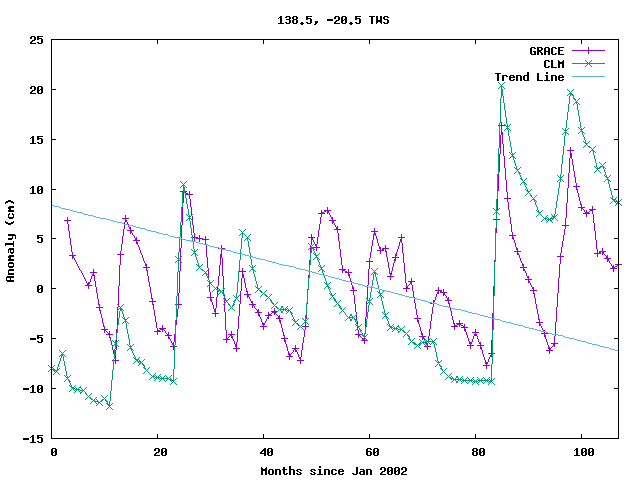 138.5, -20.5 TWS
GRACE
CLM
Trend Line
25
20
15
10
5
0
-5
-10
-15
Anomaly (cm)
0 20 40 60 80 100
Months since Jan 2002